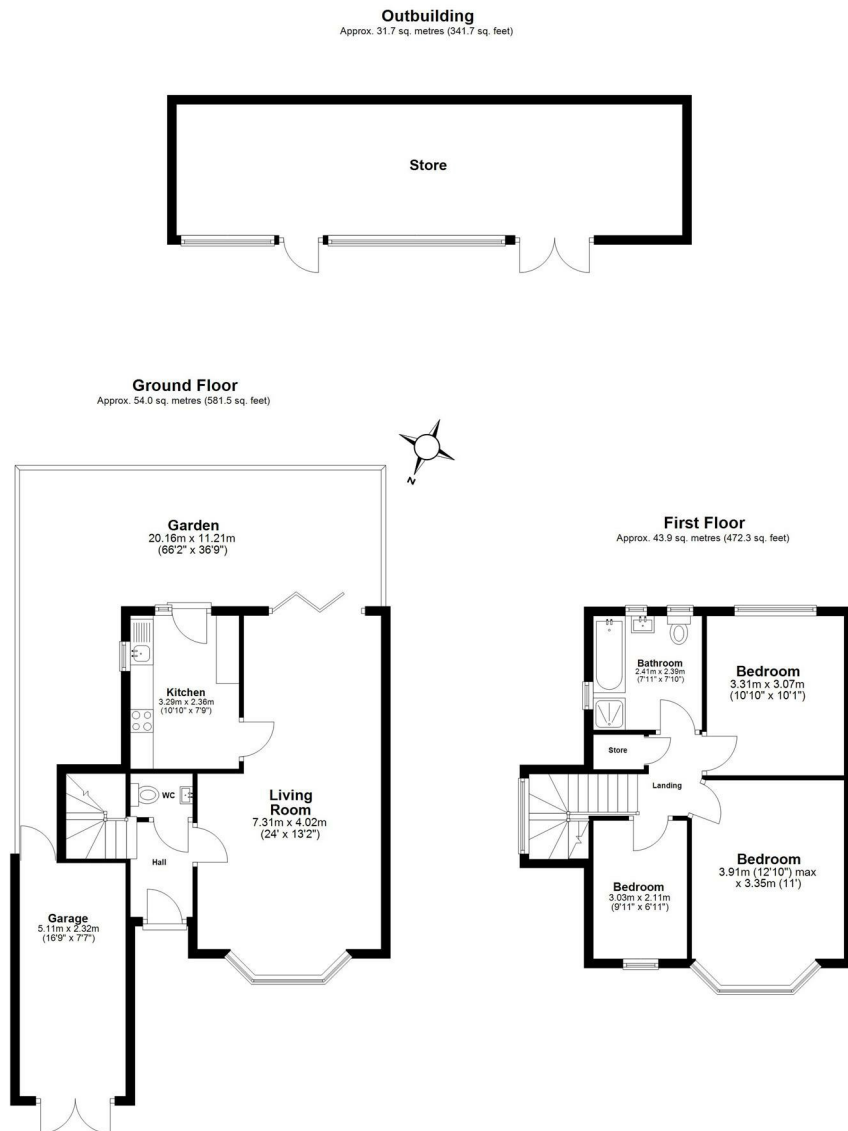 Outbuilding
Approx. 31.7 sq. metres (341.7 sq. feet)
Store
Ground Floor
Approx. 54.0 sq. metres (581.5 sq. feet)
N
Garden
20.16m x 11.21m
(66'2" x 36'9")
Kitchen
3.29m x 2.36m
(10'10" x 7'9")
WC
Living
Room
7.31m x 4.02m
(24' x 13'2")
Hall
Garage
5.11m x 2.32m
(16'9" x 7'7")
First Floor
Approx. 43.9 sq. metres (472.3 sq. feet)
Bathroom
2.41m x 2.39m
(7'11" x 7'10")
Bedroom
3.31m x 3.07m
(10'10" x 10'1")
Store
Landing
Bedroom
3.03m x 2.11m
(9'11" x 6'11")
Bedroom
3.91m (12'10") max
x 3.35m (11')